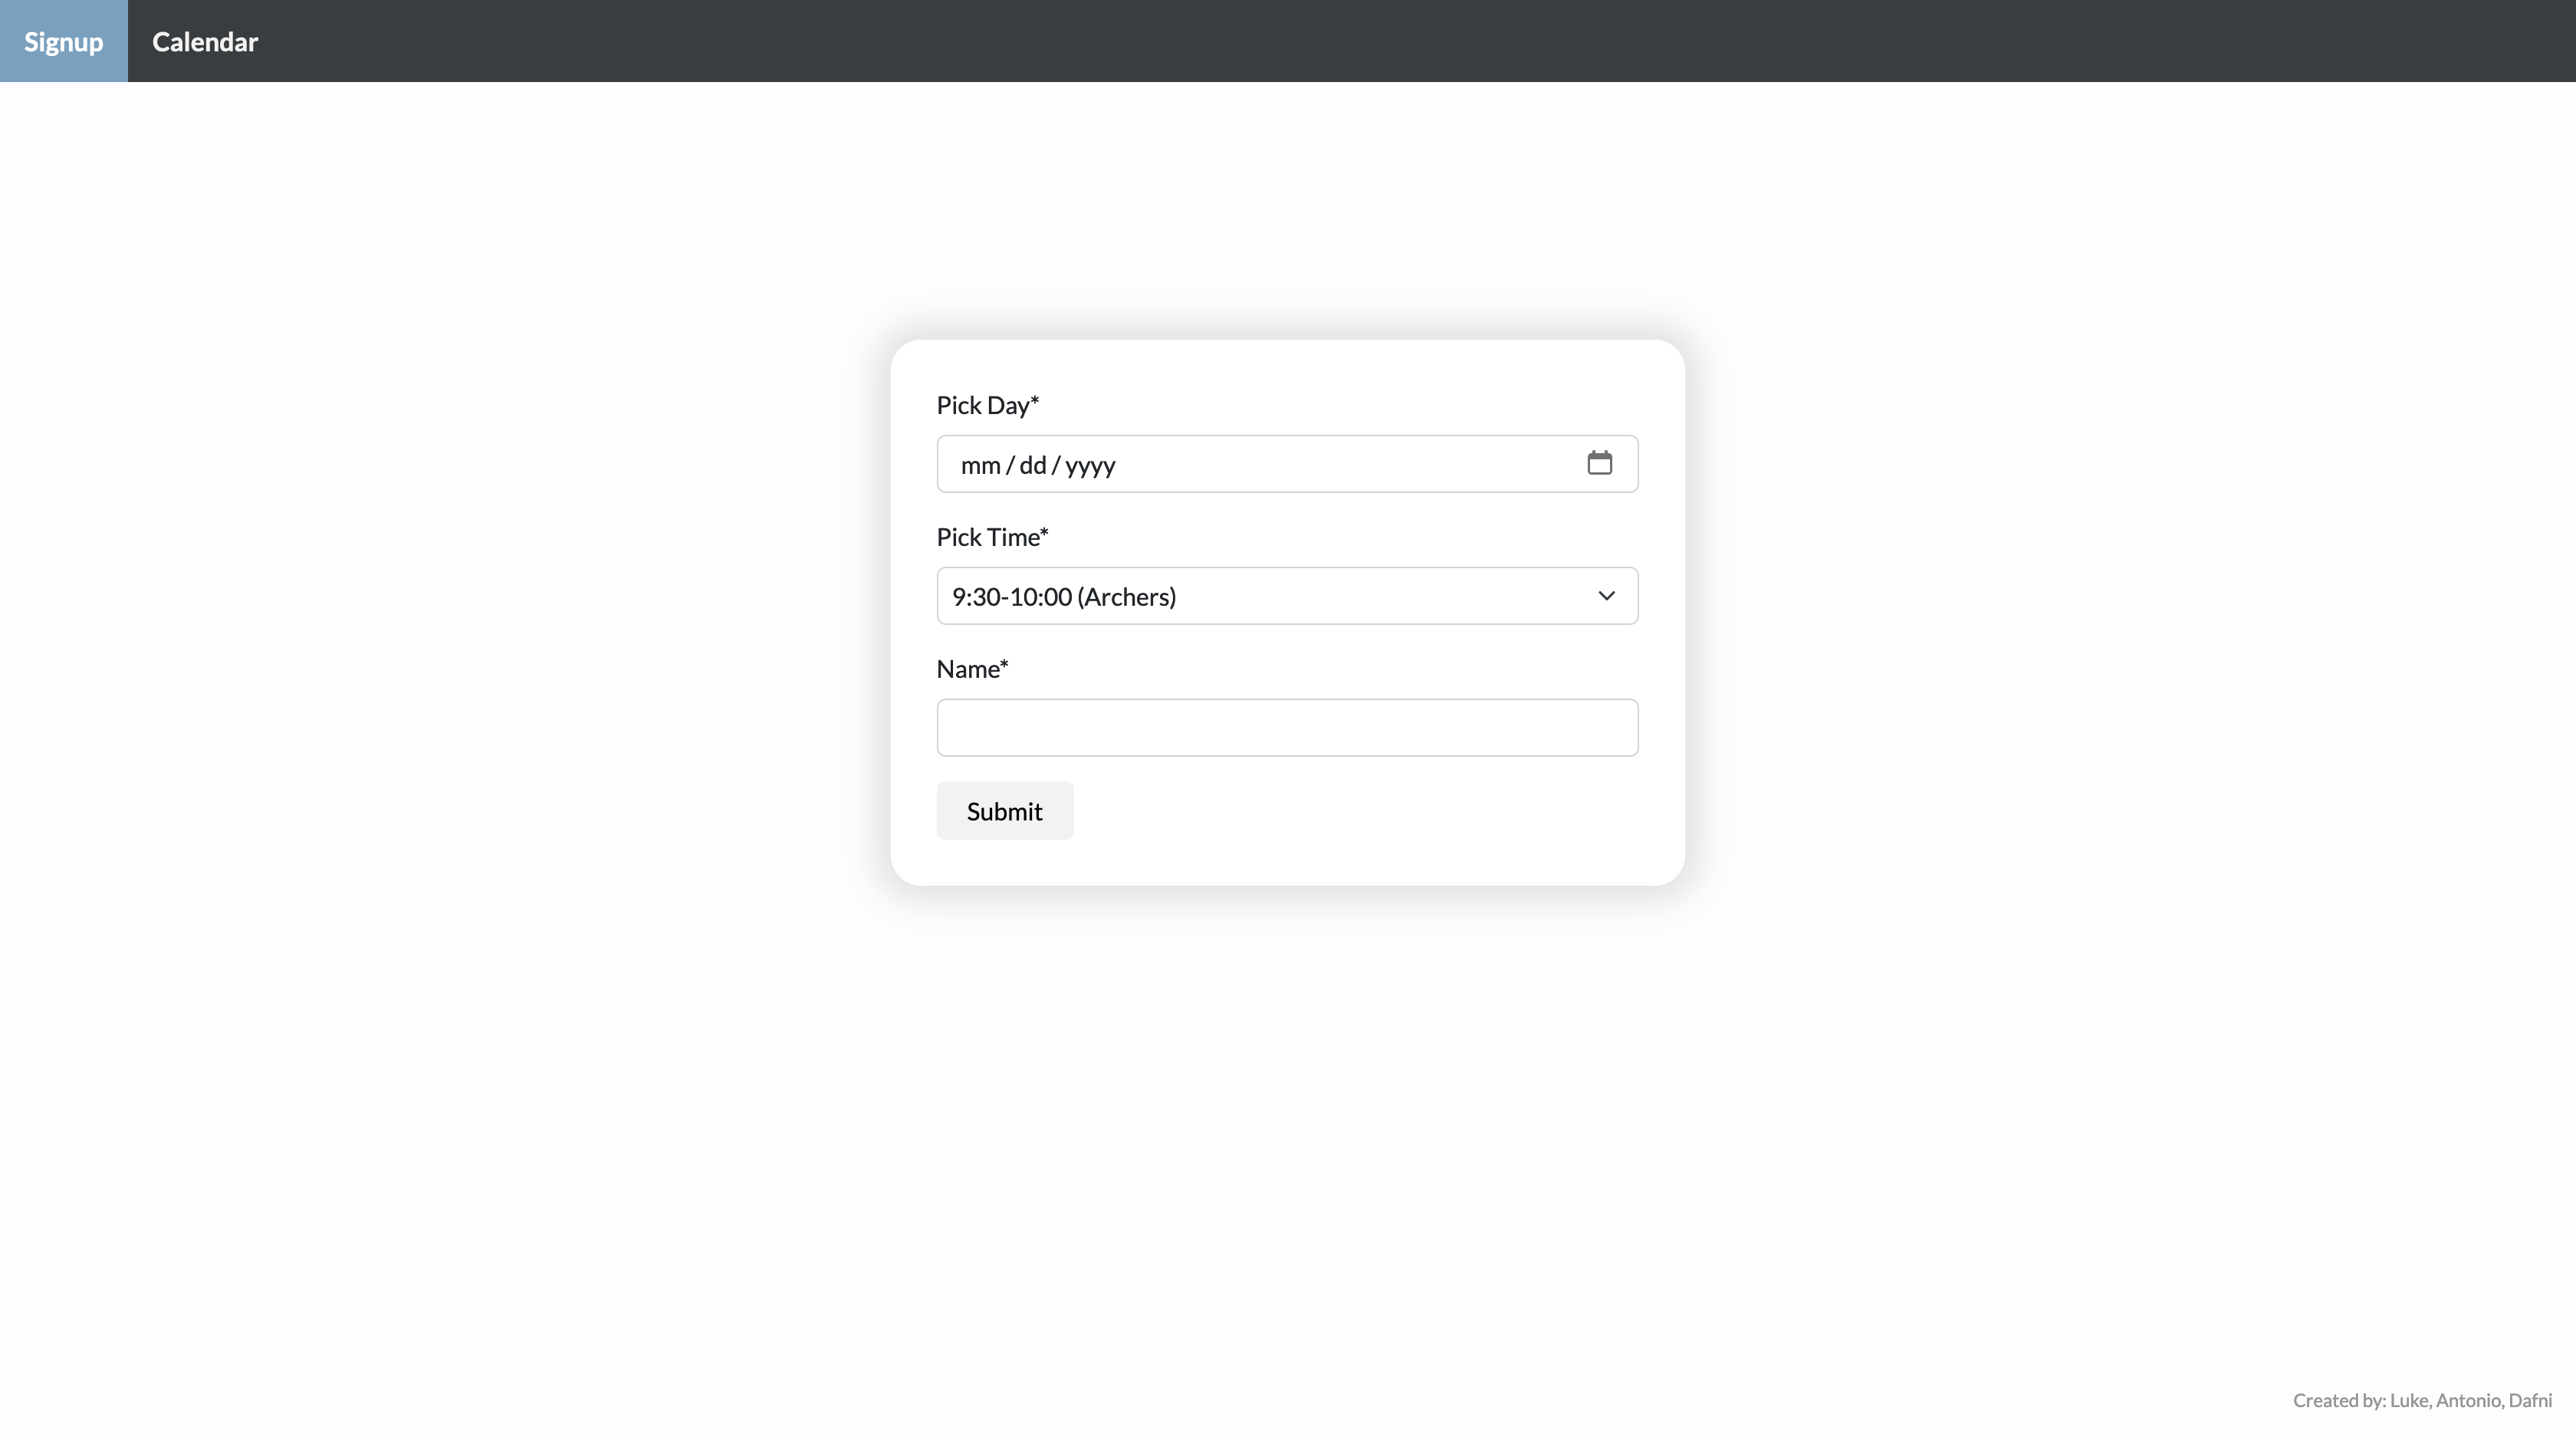 Signup Calendar
Pick Day*
mm / dd / yyyy
Pick Time*
9:30-10:00 (Archers)
Name*
Submit
Created by: Luke, Antonio, Dafni